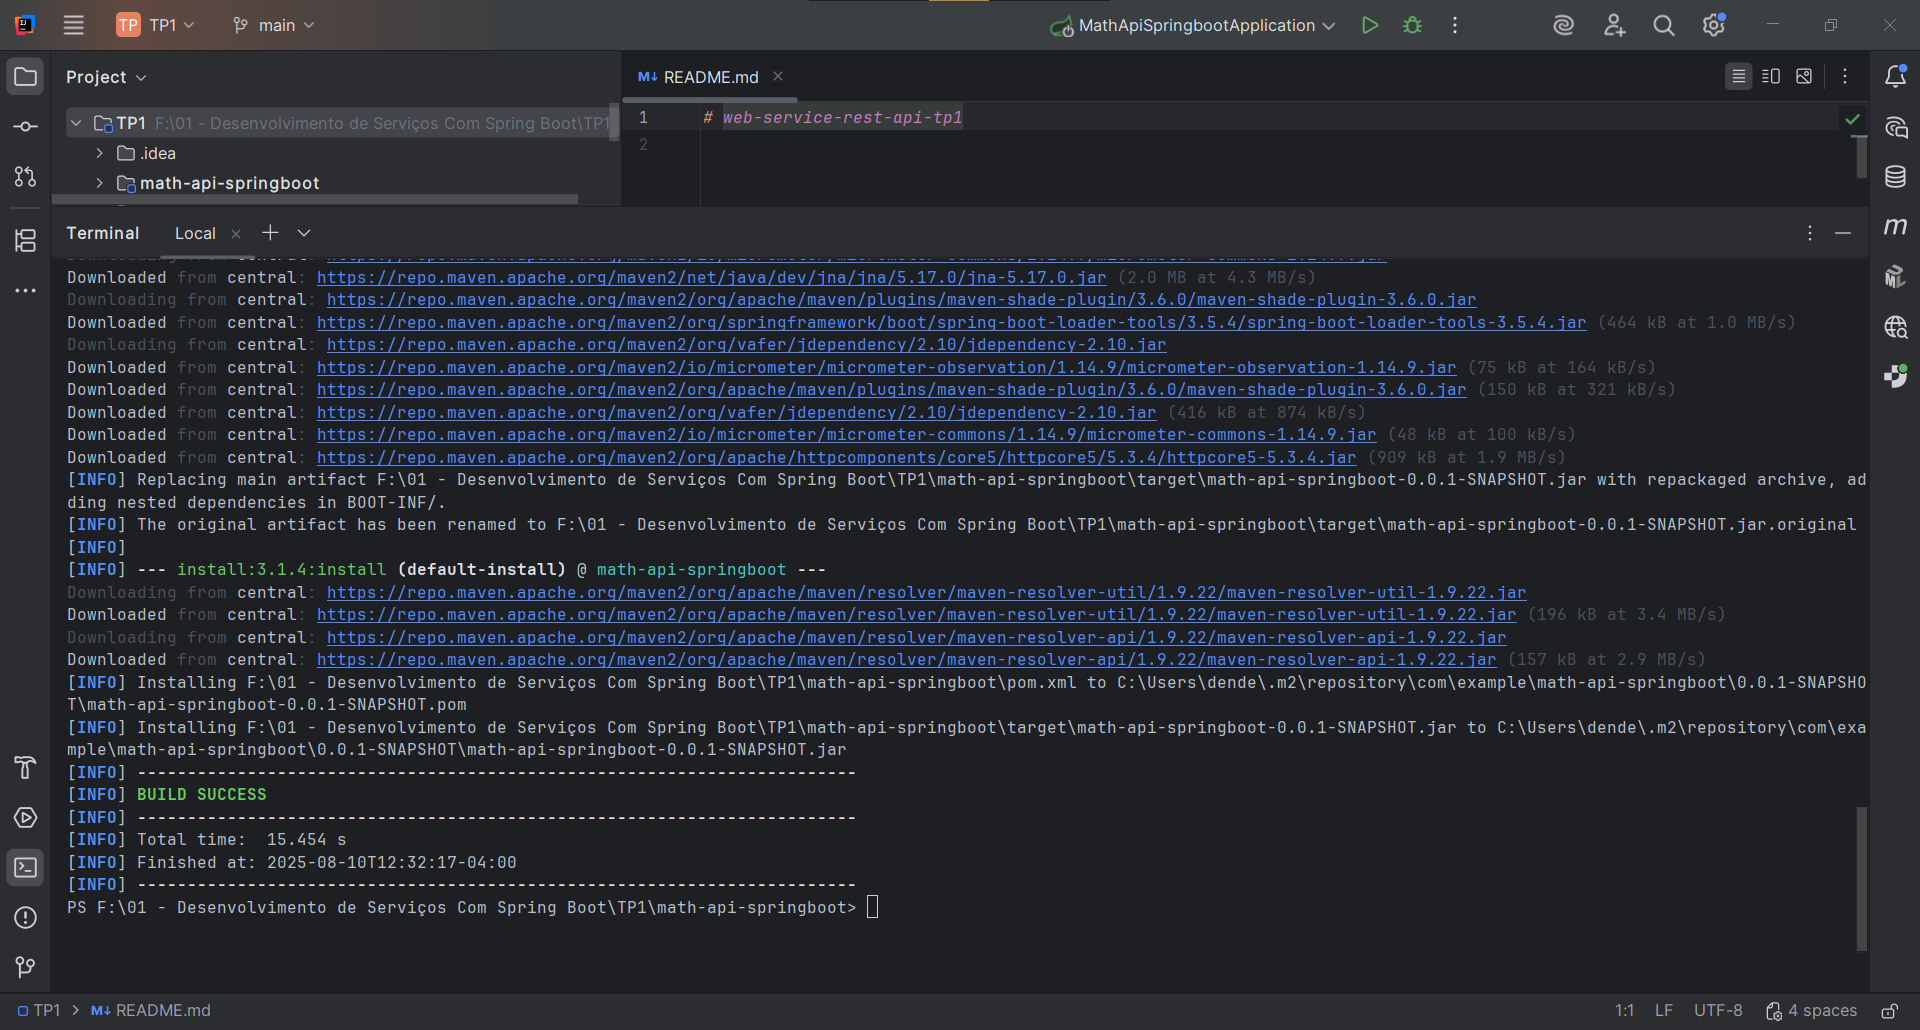 TP TP1 main MathApiSpringbootApplication
Project
README.md
TP1 F:\01 - Desenvolvimento de Serviços Com Spring Boot\TP1
.idea
math-api-springboot
1 # web-service-rest-api-tp1
2
Terminal Local
Downloaded from central: https://repo.maven.apache.org/maven2/net/java/dev/jna/jna/5.17.0/jna-5.17.0.jar (2.0 MB at 4.3 MB/s)
Downloading from central: https://repo.maven.apache.org/maven2/org/apache/maven/plugins/maven-shade-plugin/3.6.0/maven-shade-plugin-3.6.0.jar
Downloaded from central: https://repo.maven.apache.org/maven2/org/springframework/boot/spring-boot-loader-tools/3.5.4/spring-boot-loader-tools-3.5.4.jar (464 kB at 1.0 MB/s)
Downloading from central: https://repo.maven.apache.org/maven2/org/vafer/jdependency/2.10/jdependency-2.10.jar
Downloaded from central: https://repo.maven.apache.org/maven2/io/micrometer/micrometer-observation/1.14.9/micrometer-observation-1.14.9.jar (75 kB at 164 kB/s)
Downloaded from central: https://repo.maven.apache.org/maven2/org/apache/maven/plugins/maven-shade-plugin/3.6.0/maven-shade-plugin-3.6.0.jar (150 kB at 321 kB/s)
Downloaded from central: https://repo.maven.apache.org/maven2/org/vafer/jdependency/2.10/jdependency-2.10.jar (416 kB at 874 kB/s)
Downloaded from central: https://repo.maven.apache.org/maven2/io/micrometer/micrometer-commons/1.14.9/micrometer-commons-1.14.9.jar (48 kB at 100 kB/s)
Downloaded from central: https://repo.maven.apache.org/maven2/org/apache/httpcomponents/core5/httpcore5/5.3.4/httpcore5-5.3.4.jar (909 kB at 1.9 MB/s)
[INFO] Replacing main artifact F:\01 - Desenvolvimento de Serviços Com Spring Boot\TP1\math-api-springboot\target\math-api-springboot-0.0.1-SNAPSHOT.jar with repackaged archive, ad
ding nested dependencies in BOOT-INF/.
[INFO] The original artifact has been renamed to F:\01 - Desenvolvimento de Serviços Com Spring Boot\TP1\math-api-springboot\target\math-api-springboot-0.0.1-SNAPSHOT.jar.original
[INFO]
[INFO] --- install:3.1.4:install (default-install) @ math-api-springboot ---
Downloading from central: https://repo.maven.apache.org/maven2/org/apache/maven/resolver/maven-resolver-util/1.9.22/maven-resolver-util-1.9.22.jar
Downloaded from central: https://repo.maven.apache.org/maven2/org/apache/maven/resolver/maven-resolver-util/1.9.22/maven-resolver-util-1.9.22.jar (196 kB at 3.4 MB/s)
Downloading from central: https://repo.maven.apache.org/maven2/org/apache/maven/resolver/maven-resolver-api/1.9.22/maven-resolver-api-1.9.22.jar
Downloaded from central: https://repo.maven.apache.org/maven2/org/apache/maven/resolver/maven-resolver-api/1.9.22/maven-resolver-api-1.9.22.jar (157 kB at 2.9 MB/s)
[INFO] Installing F:\01 - Desenvolvimento de Serviços Com Spring Boot\TP1\math-api-springboot\pom.xml to C:\Users\dende\.m2\repository\com\example\math-api-springboot\0.0.1-SNAPSHO
T\math-api-springboot-0.0.1-SNAPSHOT.pom
[INFO] Installing F:\01 - Desenvolvimento de Serviços Com Spring Boot\TP1\math-api-springboot\target\math-api-springboot-0.0.1-SNAPSHOT.jar to C:\Users\dende\.m2\repository\com\exa
mple\math-api-springboot\0.0.1-SNAPSHOT\math-api-springboot-0.0.1-SNAPSHOT.jar
[INFO] ------------------------------------------------------------------------
[INFO] BUILD SUCCESS
[INFO] ------------------------------------------------------------------------
[INFO] Total time:  15.454 s
[INFO] Finished at: 2025-08-10T12:32:17-04:00
[INFO] ------------------------------------------------------------------------
PS F:\01 - Desenvolvimento de Serviços Com Spring Boot\TP1\math-api-springboot>
TP1 > M↓ README.md 1:1 LF UTF-8 4 spaces